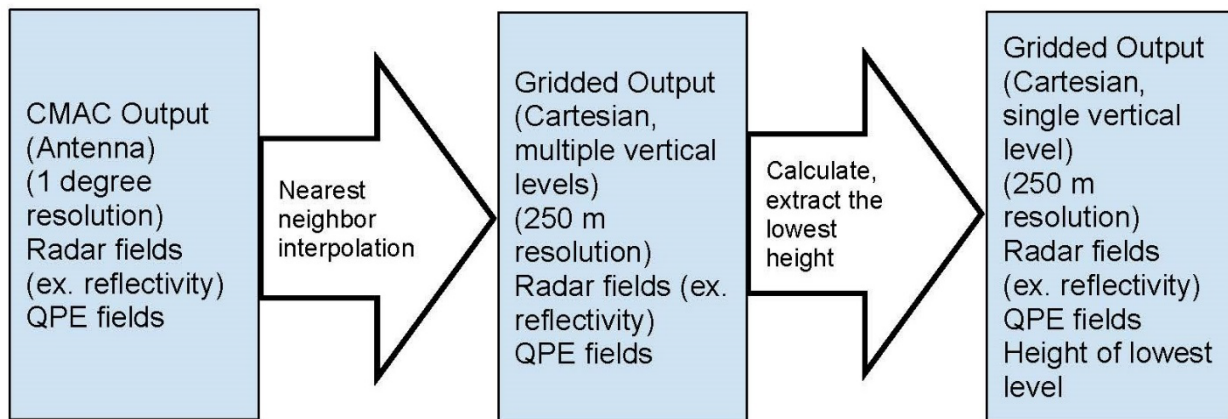 CMAC Output
(Antenna)
(1 degree
resolution)
Radar fields
(ex. reflectivity)
QPE fields
Nearest
neighbor
interpolation
Gridded Output
(Cartesian,
multiple vertical
levels)
(250 m
resolution)
Radar fields (ex.
reflectivity)
QPE fields
Calculate,
extract the
lowest
height
Gridded Output
(Cartesian,
single vertical
level)
(250 m
resolution)
Radar fields
(ex. reflectivity)
QPE fields
Height of lowest
level